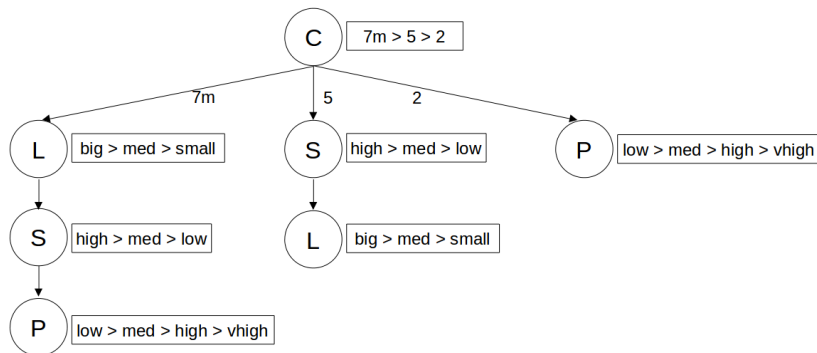 C
7m > 5 > 2
7m
5
2
L
big > med > small
S
high > med > low
P
low > med > high > vhigh
S
high > med > low
L
big > med > small
P
low > med > high > vhigh